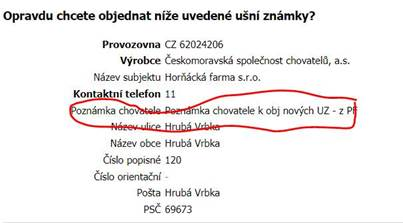 Opravdu chcete objednat níže uvedené ušní známky?
Provozovna CZ 62024206
Výrobce Českomoravská společnost chovatelů, a.s.
Název subjektu Horňácká farma s.r.o.
Kontaktní telefon 11
Poznámka chovatele Poznámka chovatele k obj nových UZ - z PF
Název ulice Hrubá Vrbka
Název obce Hrubá Vrbka
Číslo popisné 120
Číslo orientační -
Pošta Hrubá Vrbka
PSČ 69673